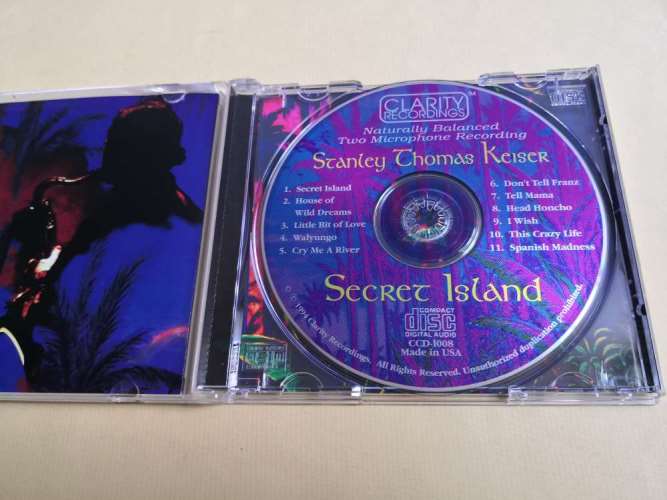 CLARITY
RECORDINGS™
Naturally Balanced
Two Microphone Recording
Stanley Thomas Keiser
1. Secret Island
2. House of
Wild Dreams
3. Little Bit of Love
4. Walyungo
5. Cry Me A River
6. Don't Tell Franz
7. Tell Mama
8. Head Honcho
9. I Wish
10. This Crazy Life
11. Spanish Madness
Secret Island
COMPACT
disc
DIGITAL AUDIO
CCD-1008
Made in USA
℗ © 1994 Clarity Recordings. All Rights Reserved. Unauthorized duplication prohibited.